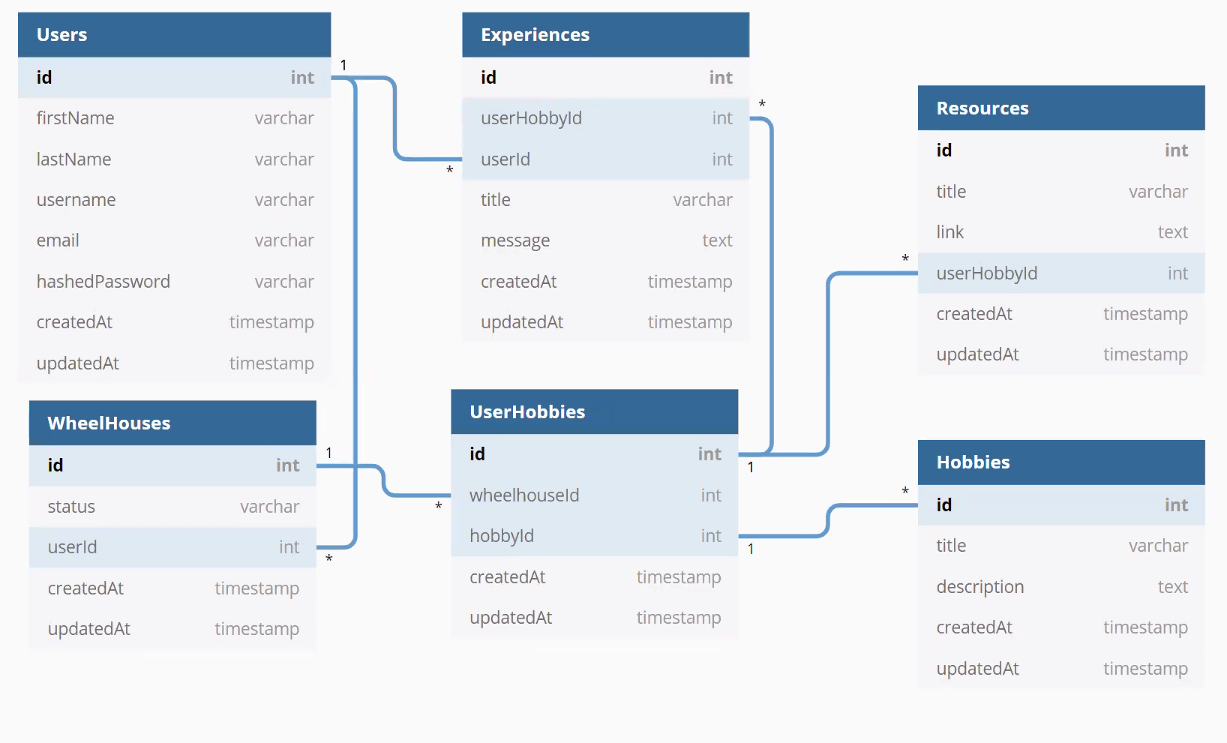 Users
id int
firstName varchar
lastName varchar
username varchar
email varchar
hashedPassword varchar
createdAt timestamp
updatedAt timestamp
1
*
Experiences
id int
userHobbyId int
userId int
title varchar
message text
createdAt timestamp
updatedAt timestamp
*
Resources
id int
title varchar
link text
userHobbyId int
createdAt timestamp
updatedAt timestamp
*
WheelHouses
id int
status varchar
userId int
createdAt timestamp
updatedAt timestamp
1
*
*
UserHobbies
id int
wheelhouseId int
hobbyId int
createdAt timestamp
updatedAt timestamp
1
1
*
Hobbies
id int
title varchar
description text
createdAt timestamp
updatedAt timestamp